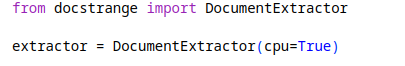 from docstrange import DocumentExtractor
extractor = DocumentExtractor(cpu=True)